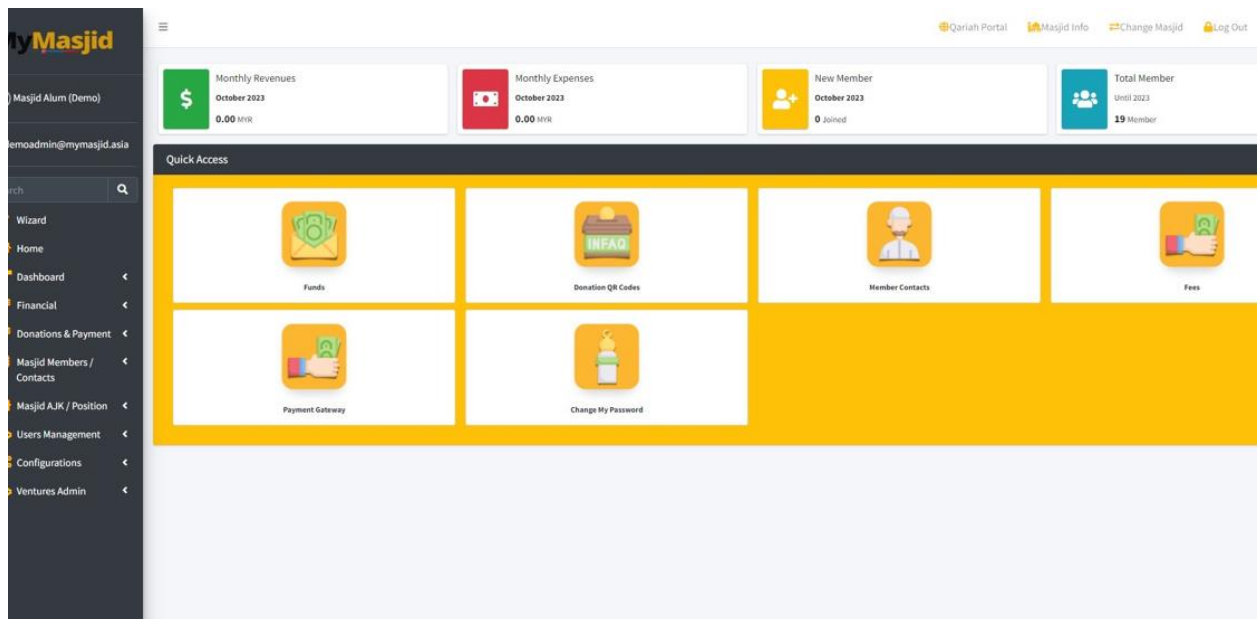 yMasjid
Qariah Portal
Masjid Info
Change Masjid
Log Out
Masjid Alum (Demo)
emoadmin@mymasjid.asia
rch
Wizard
Home
Dashboard
Financial
Donations & Payment
Masjid Members /
Contacts
Masjid AJK / Position
Users Management
Configurations
Ventures Admin
Monthly Revenues
October 2023
0.00 MYR
Monthly Expenses
October 2023
0.00 MYR
New Member
October 2023
0 Joined
Total Member
Until 2023
19 Member
Quick Access
Funds
INFAQ
Donation QR Codes
Member Contacts
Fees
Payment Gateway
Change My Password